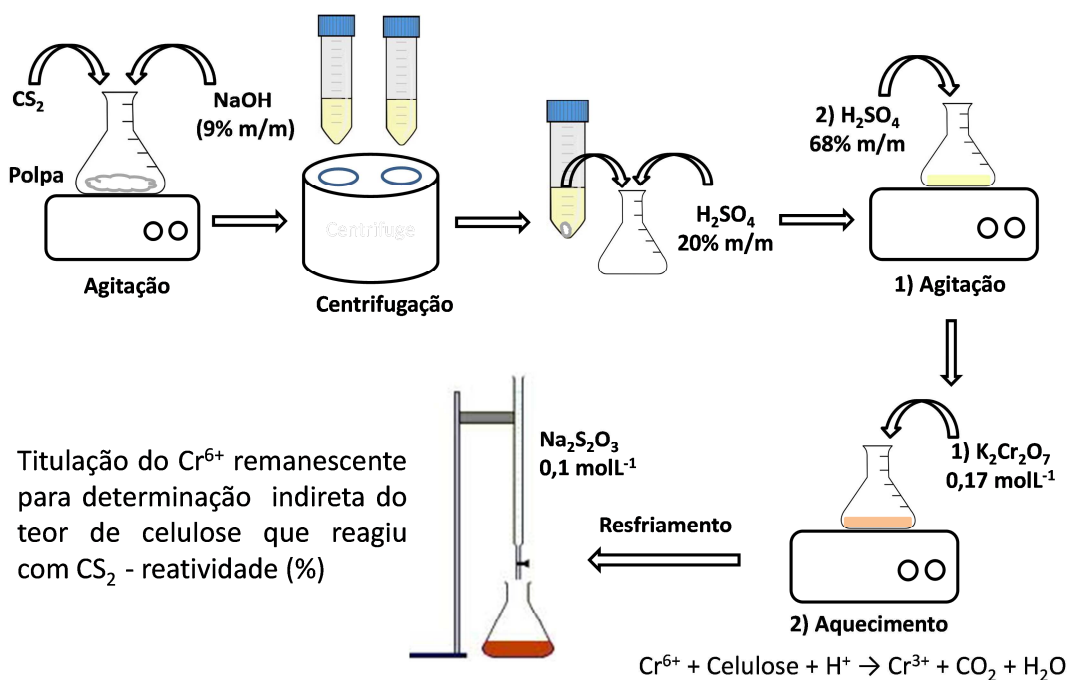 CS₂
NaOH
(9% m/m)
Polpa
Agitação
Centrifuge
Centrifugação
H₂SO₄
20% m/m
2) H₂SO₄
68% m/m
1) Agitação
1) K₂Cr₂O₇
0,17 molL⁻¹
2) Aquecimento
Cr⁶⁺ + Celulose + H⁺ → Cr³⁺ + CO₂ + H₂O
Resfriamento
Na₂S₂O₃
0,1 molL⁻¹
Titulação do Cr⁶⁺ remanescente
para determinação indireta do
teor de celulose que reagiu
com CS₂ - reatividade (%)